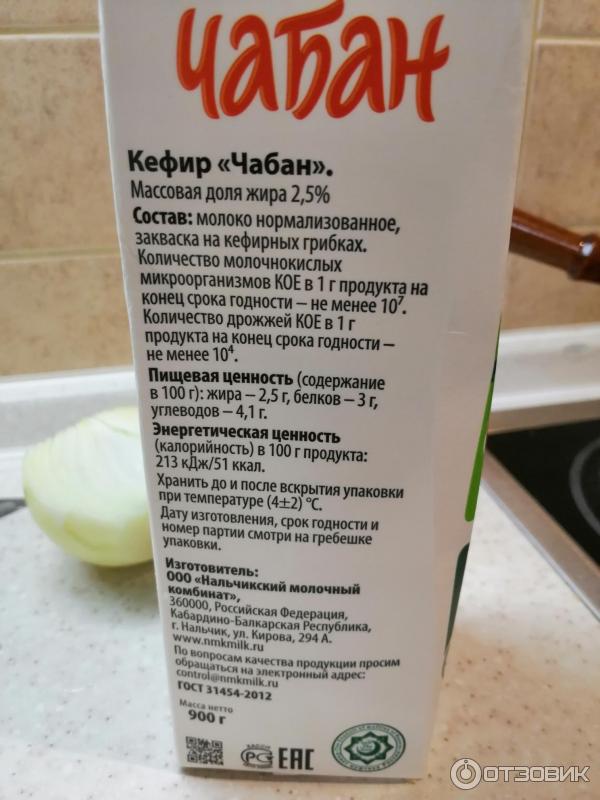 Чабан
Кефир «Чабан».
Массовая доля жира 2,5%
Состав: молоко нормализованное,
закваска на кефирных грибках.
Количество молочнокислых
микроорганизмов КОЕ в 1 г продукта на
конец срока годности – не менее 10⁷.
Количество дрожжей КОЕ в 1 г
продукта на конец срока годности –
не менее 10⁴.
Пищевая ценность (содержание
в 100 г): жира – 2,5 г, белков – 3 г,
углеводов – 4,1 г.
Энергетическая ценность
(калорийность) в 100 г продукта:
213 кДж/51 ккал.
Хранить до и после вскрытия упаковки
при температуре (4±2) °С.
Дату изготовления, срок годности и
номер партии смотри на гребешке
упаковки.
Изготовитель:
ООО «Нальчикский молочный
комбинат»,
360000, Российская Федерация,
Кабардино-Балкарская Республика,
г. Нальчик, ул. Кирова, 294 А.
www.nmkmilk.ru
По вопросам качества продукции просим
обращаться на электронный адрес:
control@nmkmilk.ru
ГОСТ 31454-2012
Масса нетто
900 г
EAC
ОТЗОВИК